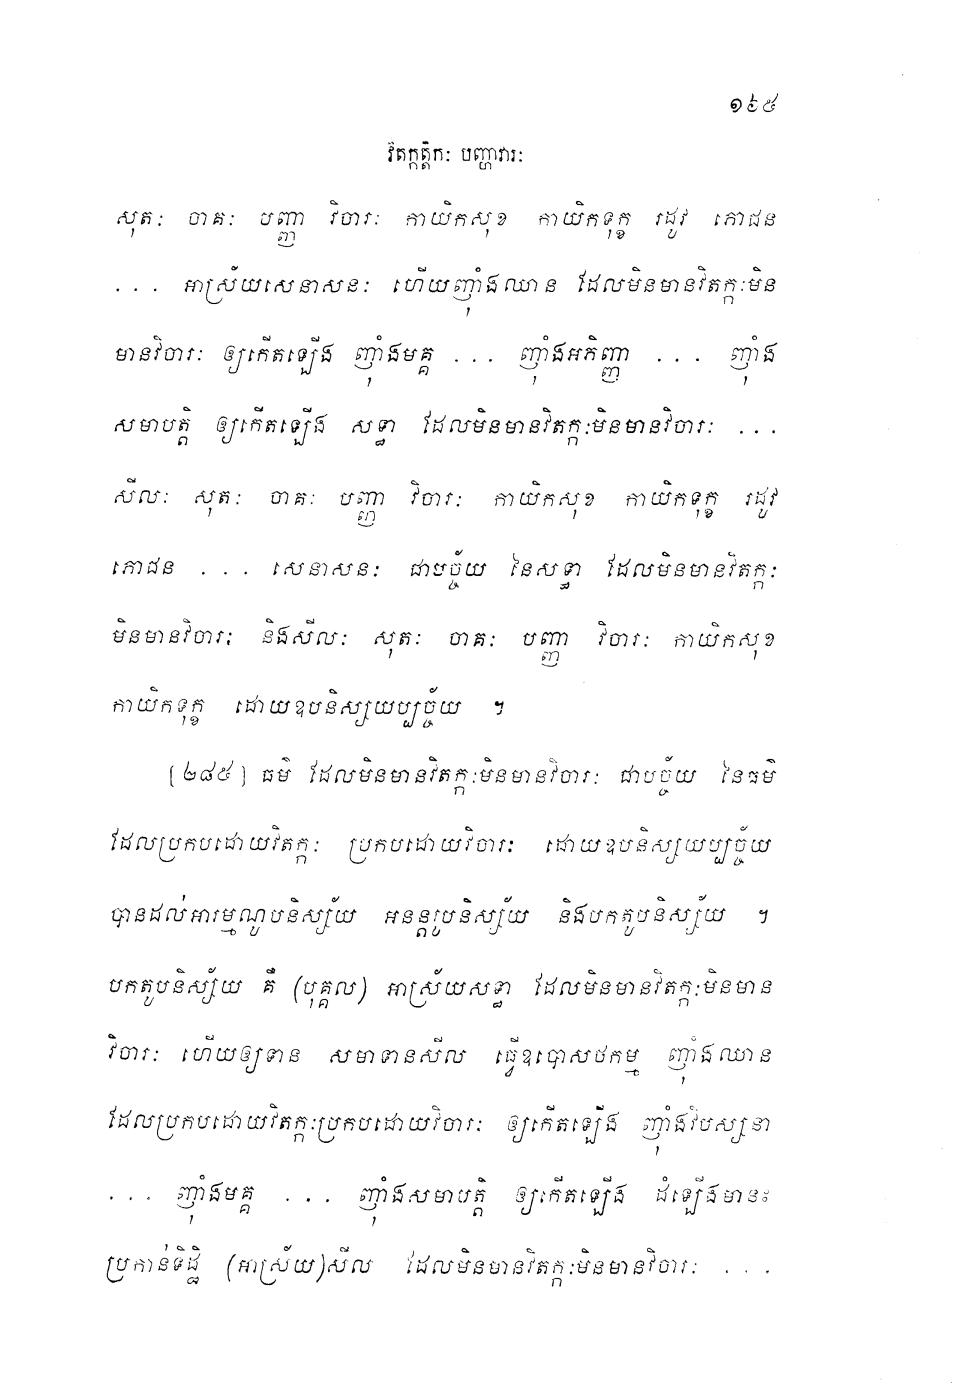 ១៩៥
វិតក្កត្តិកៈ បញ្ហាវារៈ
សុតៈ ចាគៈ បញ្ញា វិចារៈ កាយិកសុខ កាយិកទុក្ខ រដូវ ភោជន
... អាស្រ័យសេនាសនៈ ហើយញ៉ាំងឈាន ដែលមិនមានវិតក្កៈមិន
មានវិចារៈ ឲ្យកើតឡើង ញ៉ាំងមគ្គ ... ញ៉ាំងអភិញ្ញា ... ញ៉ាំង
សមាបត្តិ ឲ្យកើតឡើង សទ្ធា ដែលមិនមានវិតក្កៈមិនមានវិចារៈ ...
សីលៈ សុតៈ ចាគៈ បញ្ញា វិចារៈ កាយិកសុខ កាយិកទុក្ខ រដូវ
ភោជន ... សេនាសនៈ ជាបច្ច័យ នៃសទ្ធា ដែលមិនមានវិតក្កៈ
មិនមានវិចារៈ និងសីលៈ សុតៈ ចាគៈ បញ្ញា វិចារៈ កាយិកសុខ
កាយិកទុក្ខ ដោយឧបនិស្សយប្បច្ច័យ ។
[២៨៥] ធម៌ ដែលមិនមានវិតក្កៈមិនមានវិចារៈ ជាបច្ច័យ នៃធម៌
ដែលប្រកបដោយវិតក្កៈ ប្រកបដោយវិចារៈ ដោយឧបនិស្សយប្បច្ច័យ
បានដល់អារម្មណូបនិស្ស័យ អនន្តរូបនិស្ស័យ និងបកតូបនិស្ស័យ ។
បកតូបនិស្ស័យ គឺ (បុគ្គល) អាស្រ័យសទ្ធា ដែលមិនមានវិតក្កៈមិនមាន
វិចារៈ ហើយឲ្យទាន សមាទានសីល ធ្វើឧបោសថកម្ម ញ៉ាំងឈាន
ដែលប្រកបដោយវិតក្កៈប្រកបដោយវិចារៈ ឲ្យកើតឡើង ញ៉ាំងវិបស្សនា
... ញ៉ាំងមគ្គ ... ញ៉ាំងសមាបត្តិ ឲ្យកើតឡើង ដំឡើងមានះ
ប្រកាន់ទិដ្ឋិ (អាស្រ័យ)សីល ដែលមិនមានវិតក្កៈមិនមានវិចារៈ ...